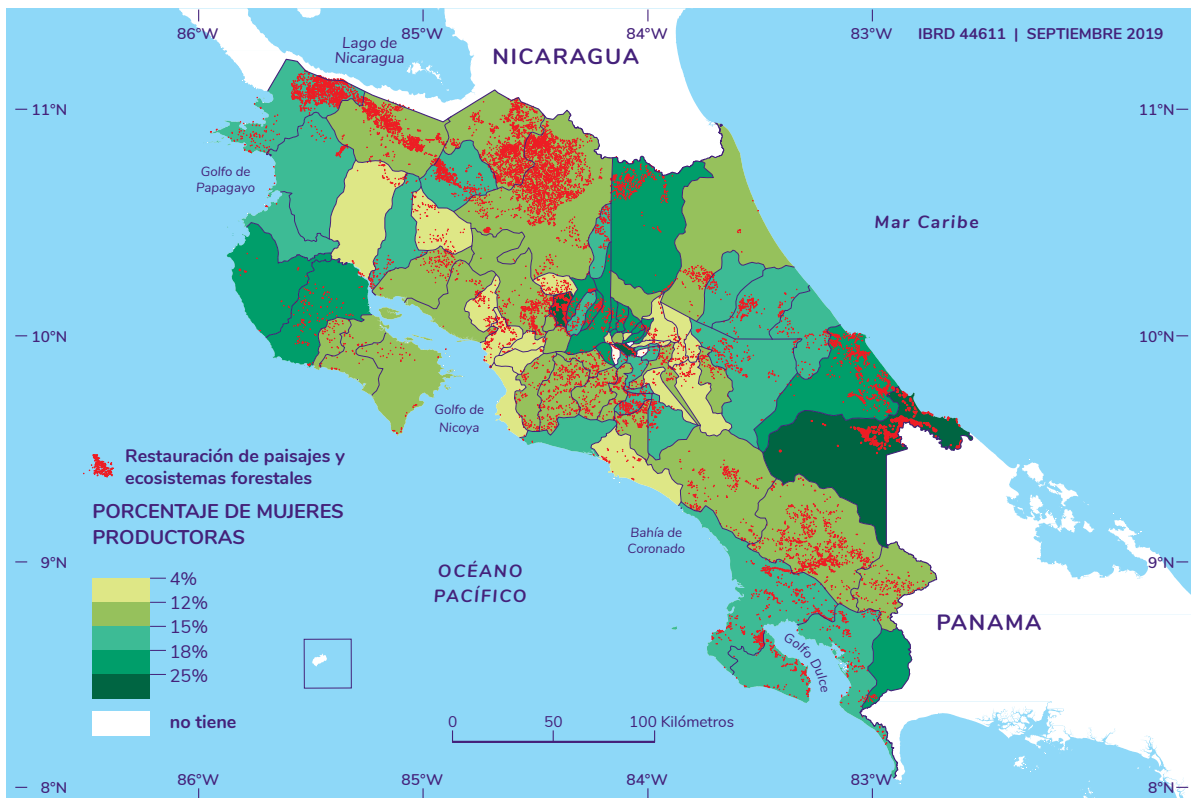 86°W
85°W
84°W
83°W
IBRD 44611 | SEPTIEMBRE 2019
Lago de
Nicaragua
NICARAGUA
11°N
11°N
Golfo de
Papagayo
Mar Caribe
10°N
10°N
Golfo de
Nicoya
Restauración de paisajes y
ecosistemas forestales
PORCENTAJE DE MUJERES
PRODUCTORAS
Bahía de
Coronado
9°N
9°N
OCÉANO
PACÍFICO
4%
12%
15%
18%
25%
no tiene
PANAMA
Golfo Dulce
0
50
100 Kilómetros
86°W
85°W
84°W
83°W
8°N
8°N